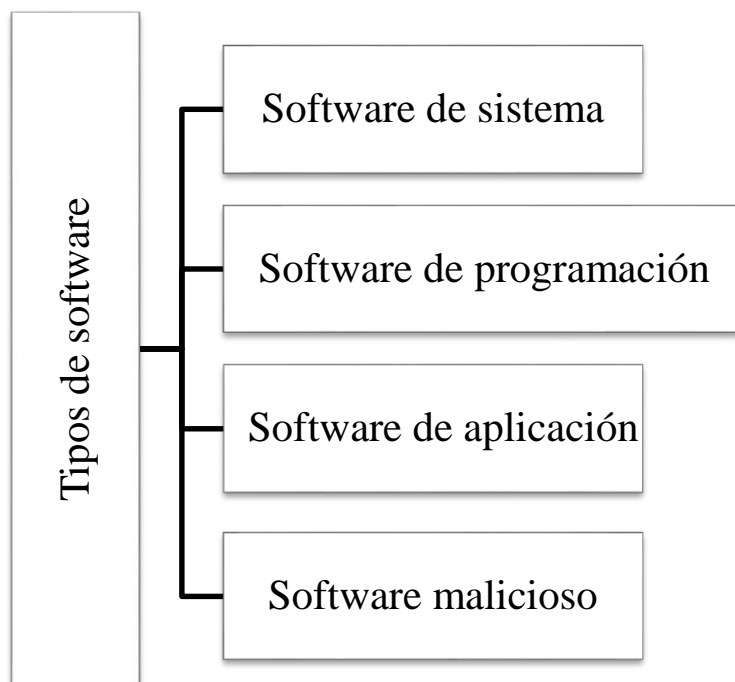 Tipos de software
Software de sistema
Software de programación
Software de aplicación
Software malicioso